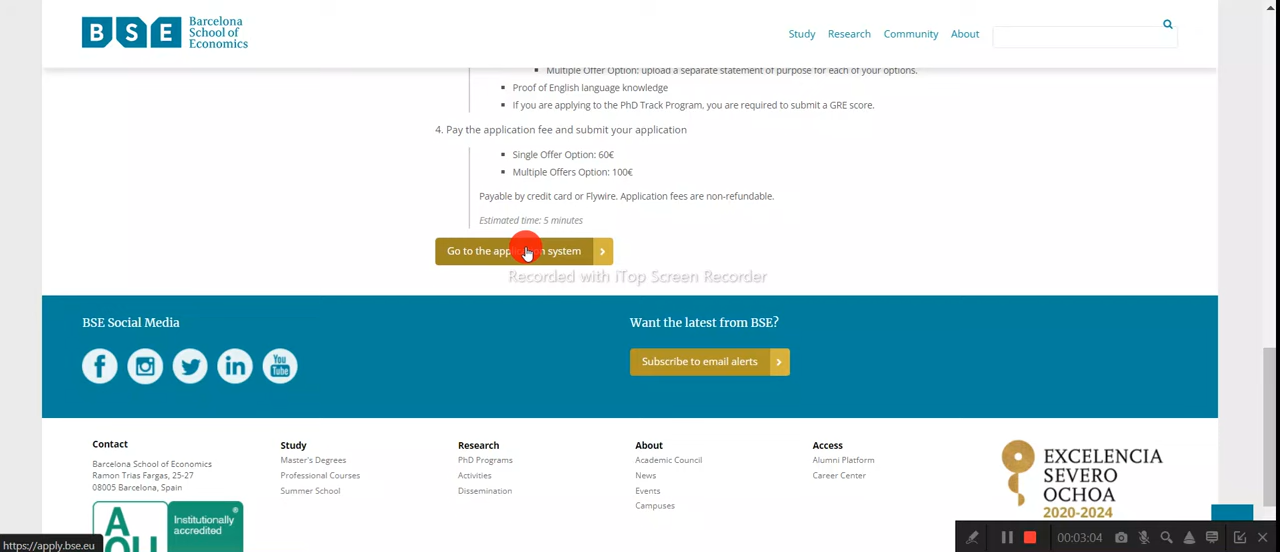 BSE
Barcelona
School of
Economics
Study
Research
Community
About
Multiple Offer Option: upload a separate statement of purpose for each of your options.
Proof of English language knowledge
If you are applying to the PhD Track Program, you are required to submit a GRE score.
4. Pay the application fee and submit your application
Single Offer Option: 60€
Multiple Offers Option: 100€
Payable by credit card or Flywire. Application fees are non-refundable.
Estimated time: 5 minutes
Go to the application system
Recorded with iTop Screen Recorder
BSE Social Media
Want the latest from BSE?
You
Tube
Subscribe to email alerts
Contact
Barcelona School of Economics
Ramon Trias Fargas, 25-27
08005 Barcelona, Spain
Study
Master's Degrees
Professional Courses
Summer School
Research
PhD Programs
Activities
Dissemination
About
Academic Council
News
Events
Campuses
Access
Alumni Platform
Career Center
EXCELENCIA
SEVERO
OCHOA
2020-2024
Institutionally
accredited
https://apply.bse.eu
00:03:04